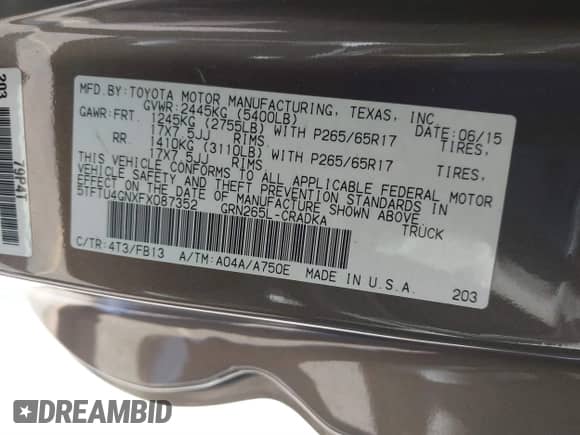 MFD.BY:TOYOTA MOTOR MANUFACTURING, TEXAS, INC.
GVWR:2445KG (5400LB) DATE:06/15
GAWR:FRT. 1245KG (2755LB) WITH P265/65R17 TIRES,
17X7.5JJ RIMS
RR. 1410KG (3110LB) WITH P265/65R17 TIRES,
17X7.5JJ RIMS
THIS VEHICLE CONFORMS TO ALL APPLICABLE FEDERAL MOTOR
VEHICLE SAFETY AND THEFT PREVENTION STANDARDS IN
EFFECT ON THE DATE OF MANUFACTURE SHOWN ABOVE.
5TFTU4GNXFX087352 TRUCK
GRN265L-CRADKA
C/TR:4T3/FB13 A/TM:A04A/A750E MADE IN U.S.A. 203
203 79P4T
DREAMBID